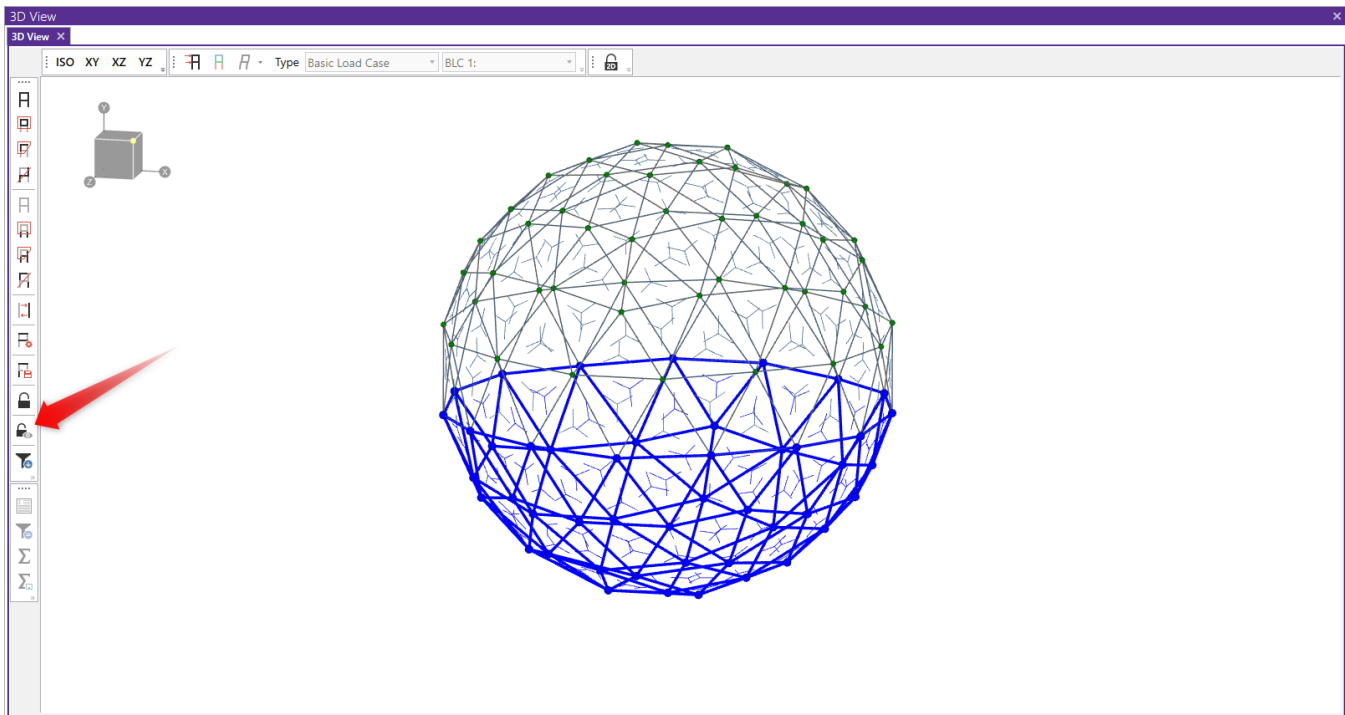 3D View
3D View
ISO XY XZ YZ Type Basic Load Case BLC 1: 2D
Y
X
Z